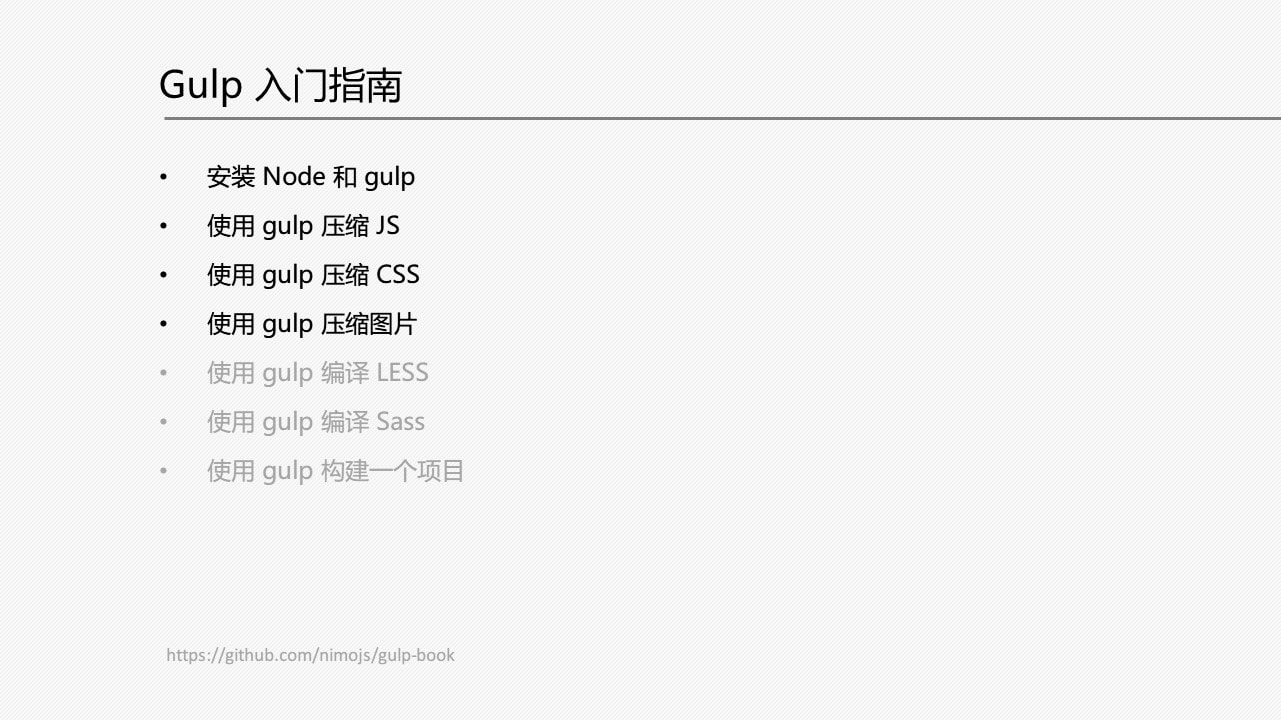 Gulp 入门指南
• 安装 Node 和 gulp
• 使用 gulp 压缩 JS
• 使用 gulp 压缩 CSS
• 使用 gulp 压缩图片
• 使用 gulp 编译 LESS
• 使用 gulp 编译 Sass
• 使用 gulp 构建一个项目
https://github.com/nimojs/gulp-book